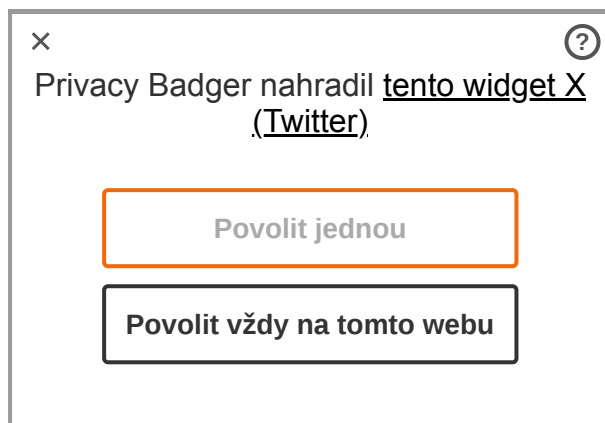 ×
?
Privacy Badger nahradil tento widget X
(Twitter)
Povolit jednou
Povolit vždy na tomto webu